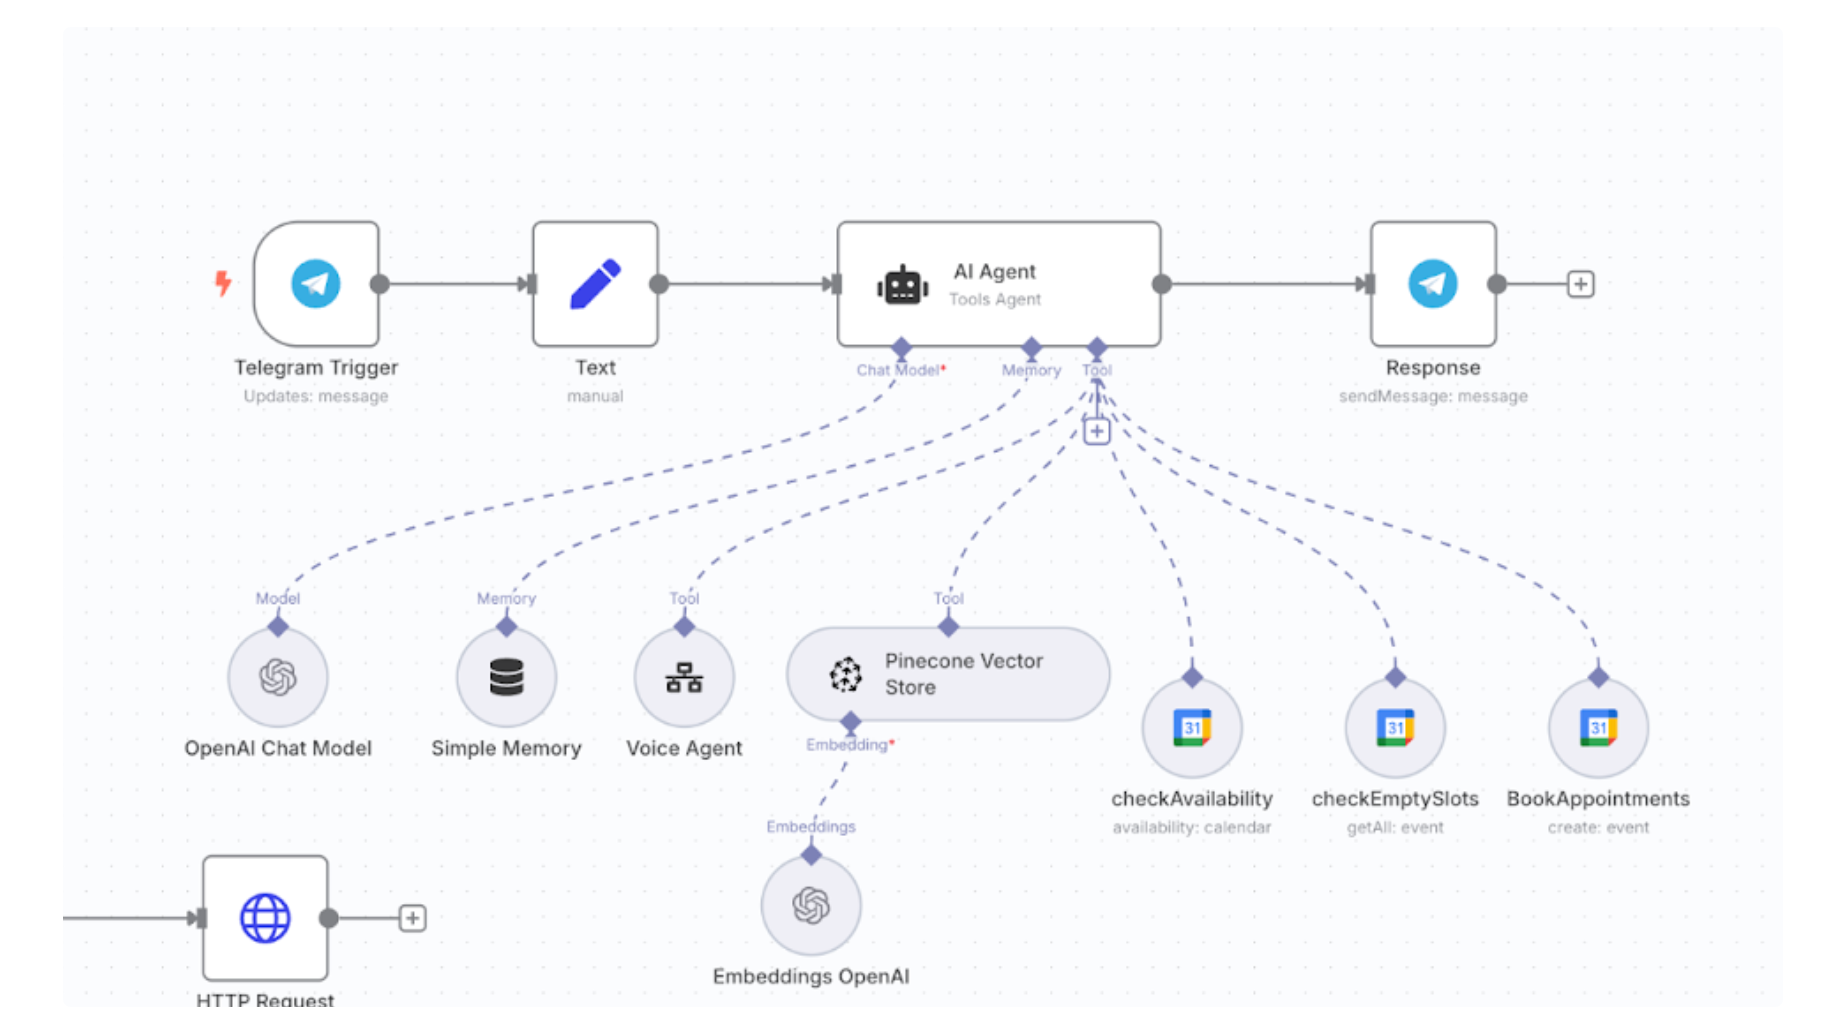 AI Agent
Tools Agent
Telegram Trigger
Updates: message
Text
manual
Chat Model*
Memory
Tool
Response
sendMessage: message
Model
Memory
Tool
Tool
Pinecone Vector
Store
OpenAI Chat Model
Simple Memory
Voice Agent
Embedding*
31
31
31
checkAvailability
availability: calendar
checkEmptySlots
getAll: event
BookAppointments
create: event
Embeddings
Embeddings OpenAI
HTTP Request